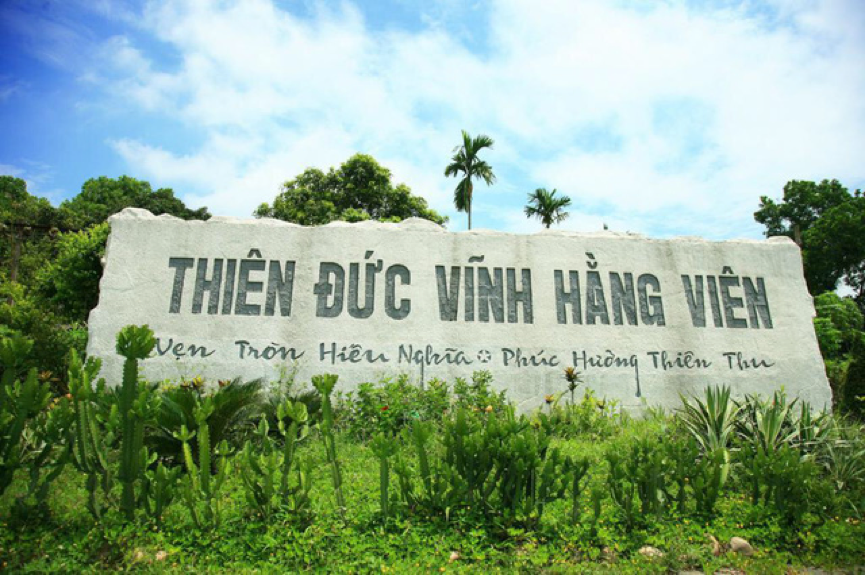 THIÊN ĐỨC VĨNH HẰNG VIÊN
Vẹn Tròn Hiếu Nghĩa ✪ Phúc Hưởng Thiên Thu